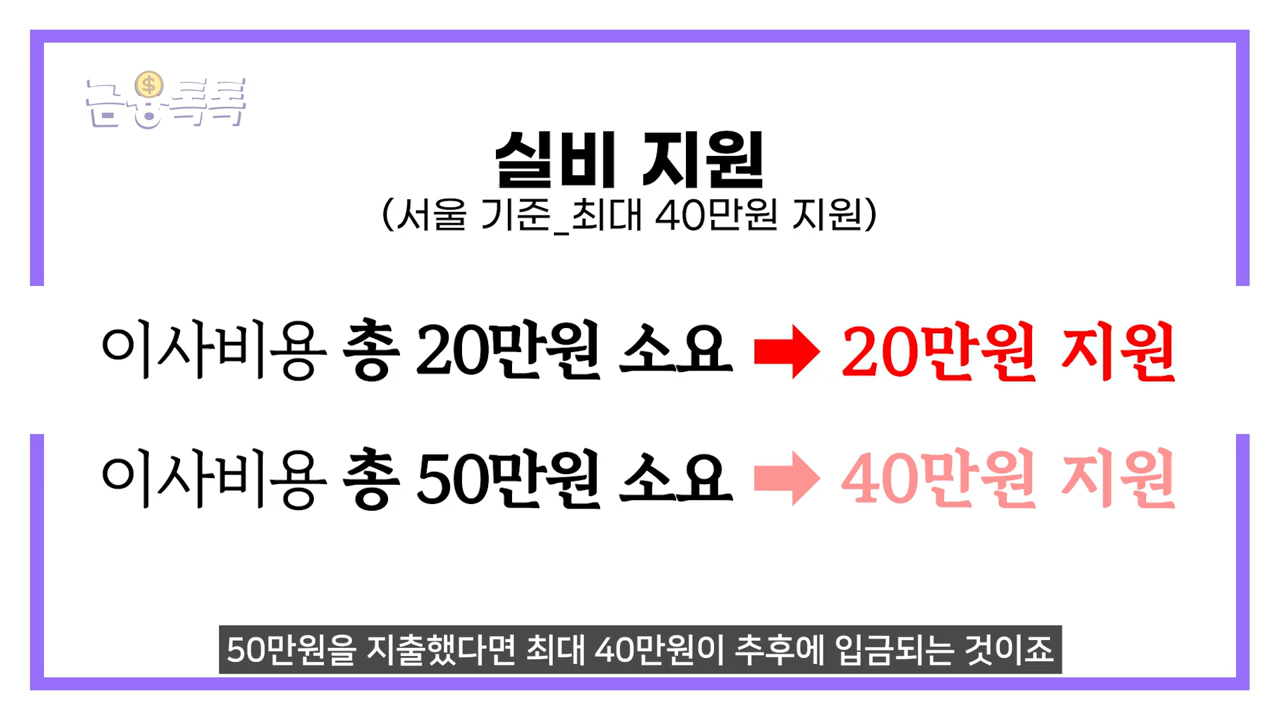 금융톡톡
실비 지원
(서울 기준_최대 40만원 지원)
이사비용 총 20만원 소요 ➡ 20만원 지원
이사비용 총 50만원 소요 ➡ 40만원 지원
50만원을 지출했다면 최대 40만원이 추후에 입금되는 것이죠